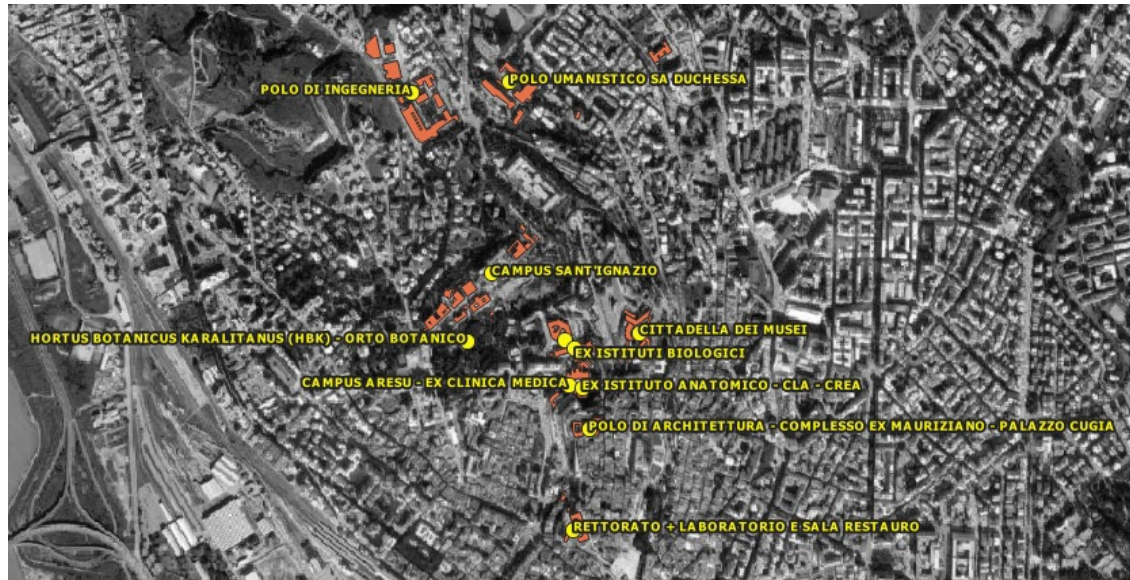 POLO UMANISTICO SA DUCHESSA
POLO DI INGEGNERIA
CAMPUS SANT'IGNAZIO
CITTADELLA DEI MUSEI
HORTUS BOTANICUS KARALITANUS (HBK) - ORTO BOTANICO
EX ISTITUTI BIOLOGICI
CAMPUS ARESU - EX CLINICA MEDICA
EX ISTITUTO ANATOMICO - CLA - CREA
POLO DI ARCHITETTURA - COMPLESSO EX MAURIZIANO - PALAZZO CUGIA
RETTORATO + LABORATORIO E SALA RESTAURO